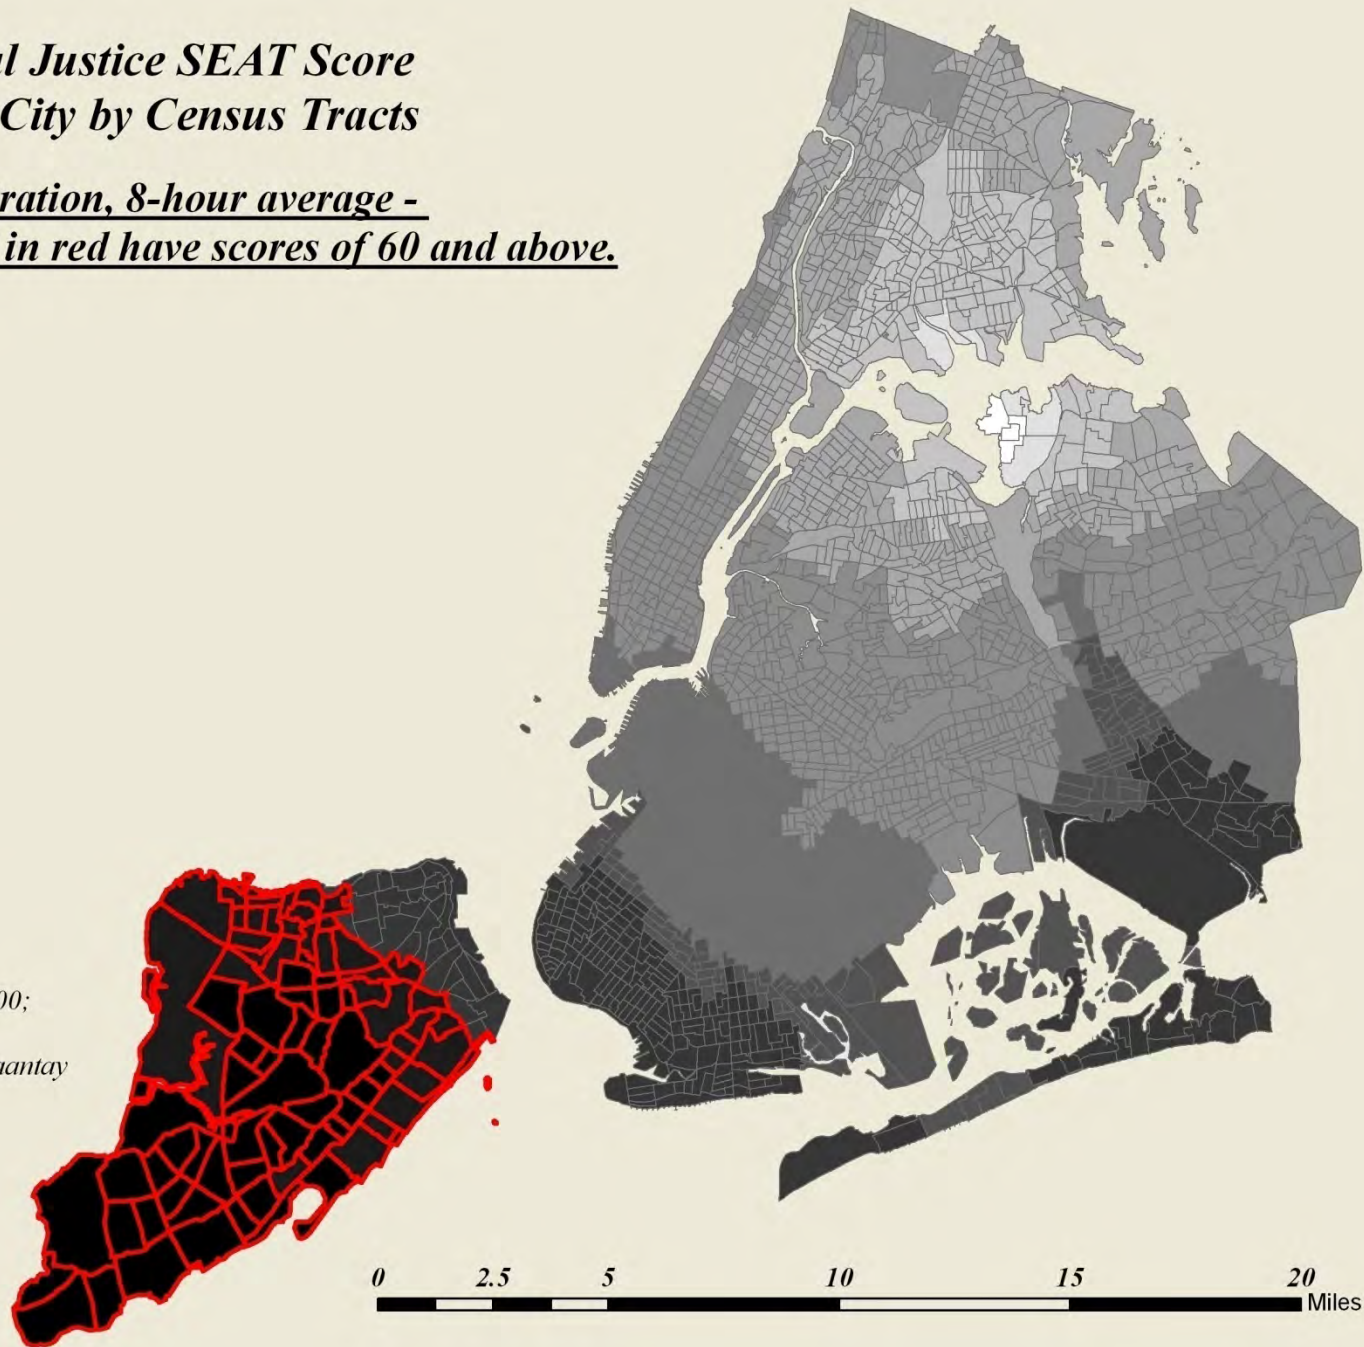 l Justice SEAT Score
City by Census Tracts
ration, 8-hour average -
in red have scores of 60 and above.
00;
antay
0 2.5 5 10 15 20
Miles